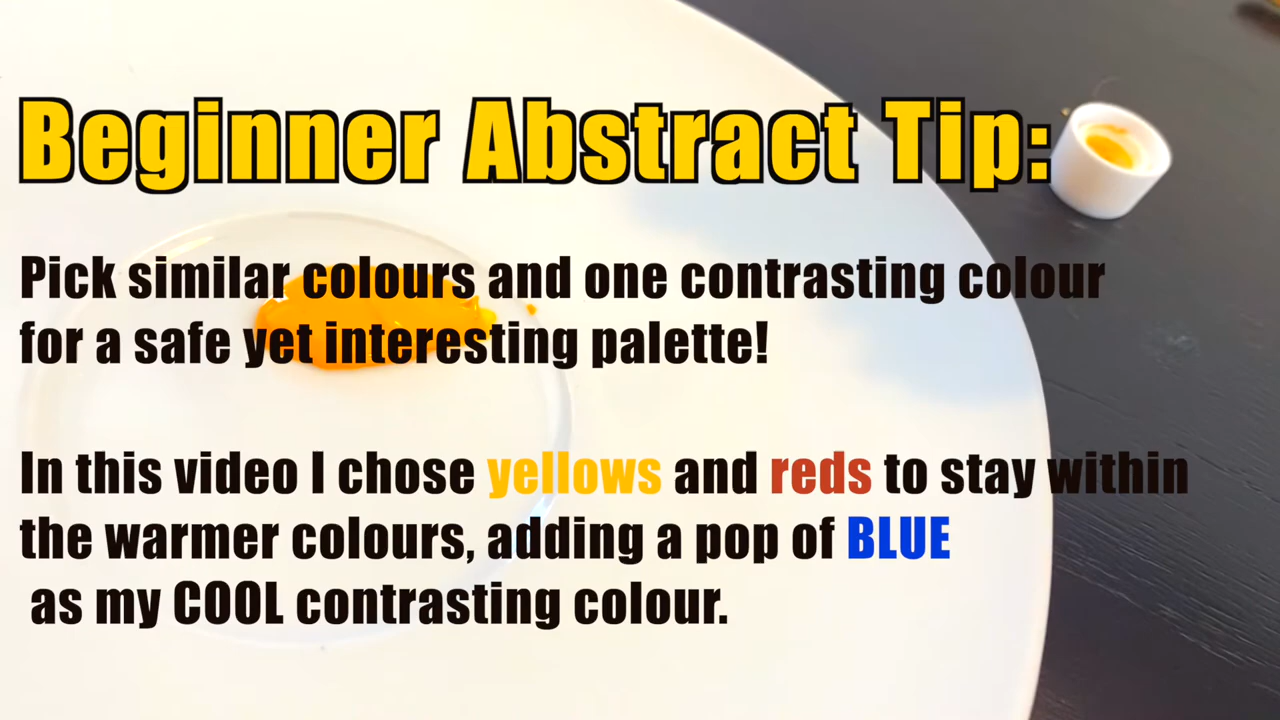 Beginner Abstract Tip:
Pick similar colours and one contrasting colour
for a safe yet interesting palette!
In this video I chose yellows and reds to stay within
the warmer colours, adding a pop of BLUE
as my COOL contrasting colour.